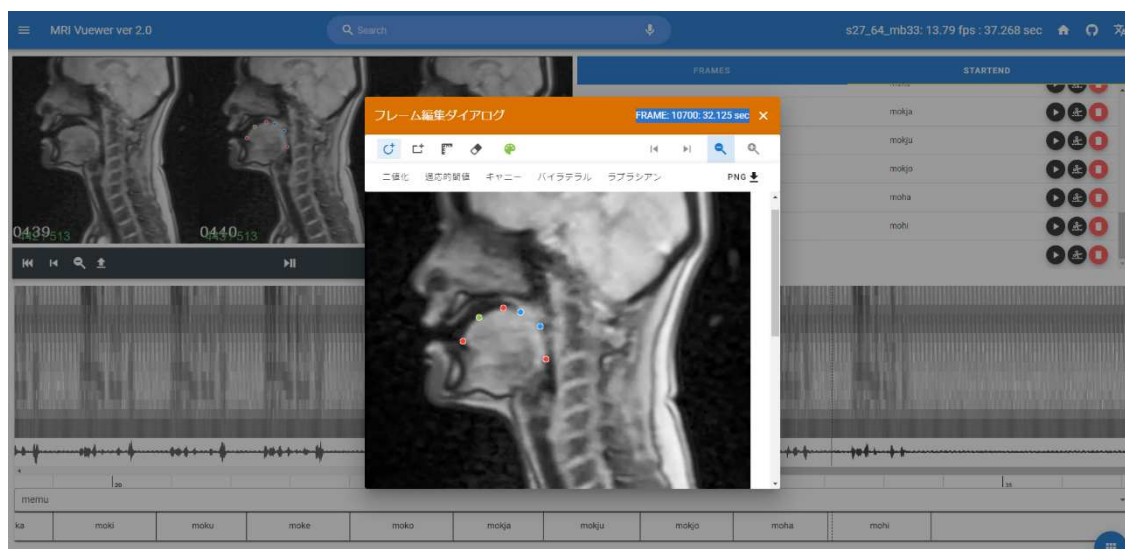 MRI Vuewer ver 2.0
Search
s27_64_mb33: 13.79 fps : 37.268 sec
FRAMES
STARTEND
mokja
mokju
mokjo
moha
mohi
フレーム編集ダイアログ
FRAME: 10700: 32.125 sec
二値化 適応的閾値 キャニー バイラテラル ラプラシアン PNG
0439
0440
memu
ka moki moku moke moko mokja mokju mokjo moha mohi